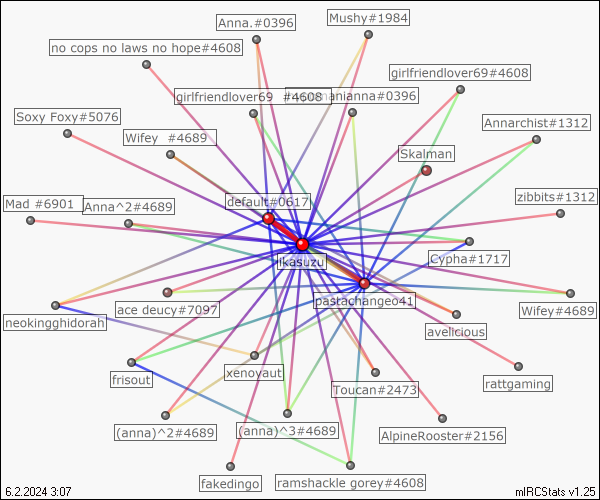 Mushy#1984
Anna.#0396
no cops no laws no hope#4608
girlfriendlover69#4608
girlfriendlover69 #4608
manianna#0396
Soxy Foxy#5076
Annarchist#1312
Wifey #4689
Skalman
default#0617
zibbits#1312
Mad #6901
Anna^2#4689
Cypha#1717
Ikasuzu
pastachangeo41
ace deucy#7097
Wifey#4689
neokingghidorah
avelicious
xenovaut
frisout
Toucan#2473
rattgaming
(anna)^2#4689
(anna)^3#4689
AlpineRooster#2156
fakedingo
ramshackle gorey#4608
6.2.2024 3:07
mIRCStats v1.25